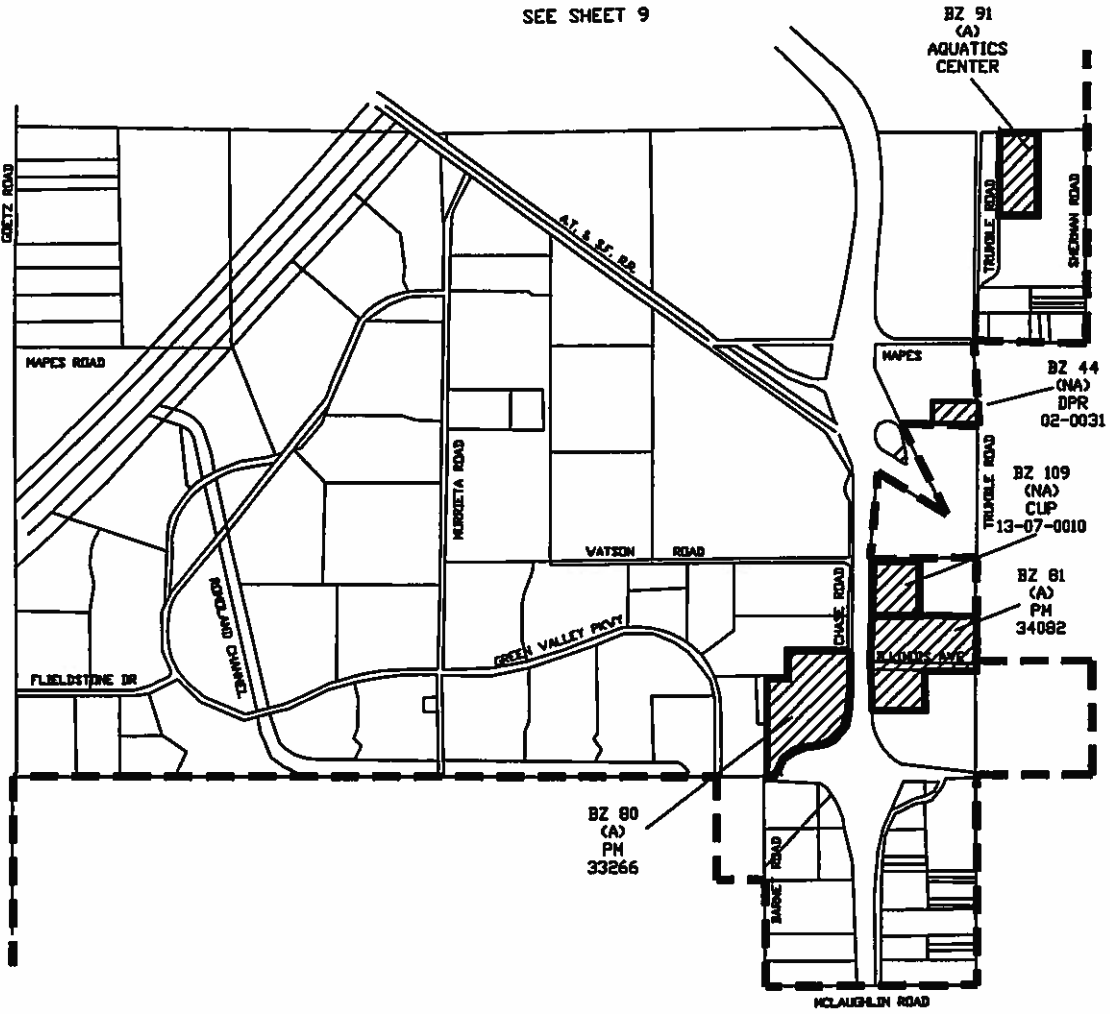 SEE SHEET 9
BZ 91
(A)
AQUATICS
CENTER
GOETZ ROAD
A.T. & S.F. R.R.
TRUMBLE ROAD
SHERMAN ROAD
MAPES ROAD
MAPES
BZ 44
(NA)
DPR
02-0031
MURRIETA ROAD
TRUMBLE ROAD
BZ 109
(NA)
CUP
13-07-0010
WATSON ROAD
BZ 81
(A)
PM
34082
ROMOLAND CHANNEL
CHASE ROAD
GREEN VALLEY PKWY
ILLINOIS AVE
FLIELDSTONE DR
BZ 80
(A)
PM
33266
BARNET ROAD
MCLAUGHLIN ROAD